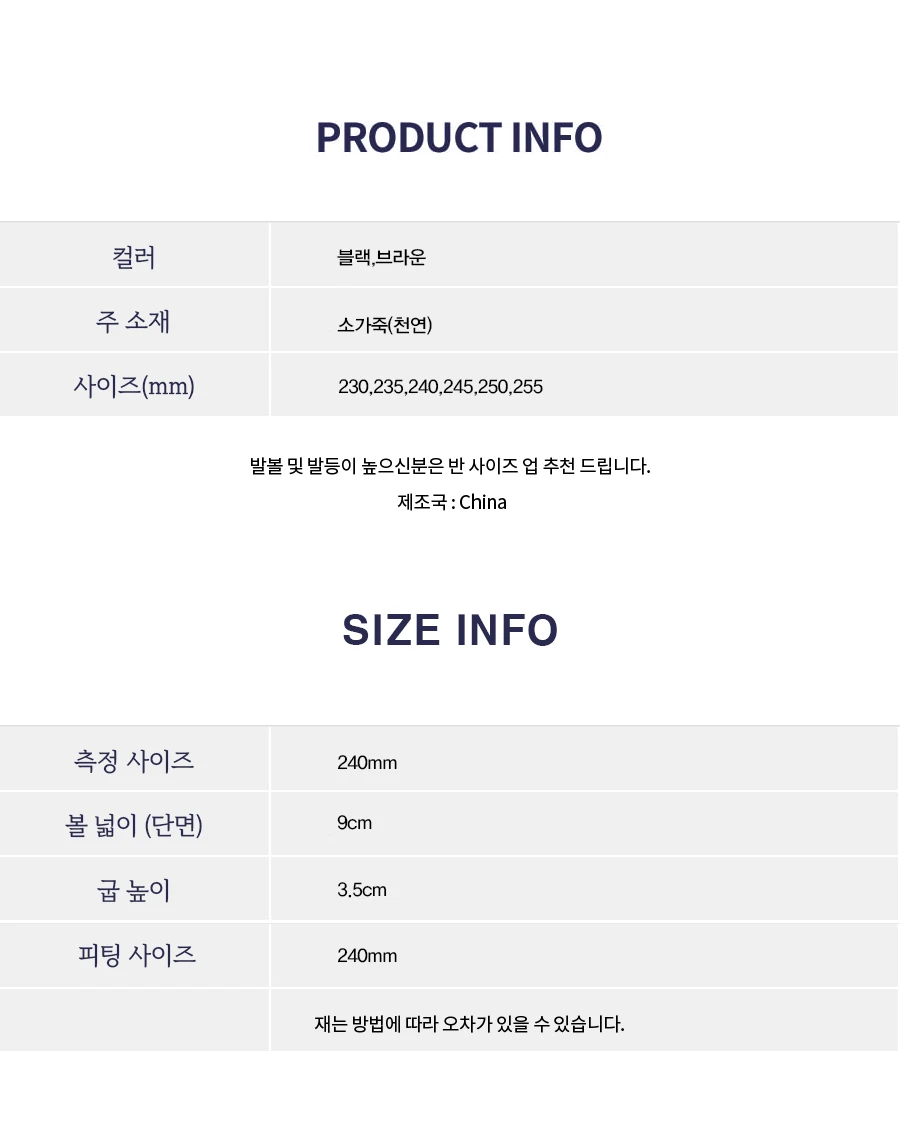 PRODUCT INFO
컬러 블랙,브라운
주 소재 소가죽(천연)
사이즈(mm) 230,235,240,245,250,255
발볼 및 발등이 높으신분은 반 사이즈 업 추천 드립니다.
제조국 : China
SIZE INFO
측정 사이즈 240mm
볼 넓이 (단면) 9cm
굽 높이 3.5cm
피팅 사이즈 240mm
재는 방법에 따라 오차가 있을 수 있습니다.